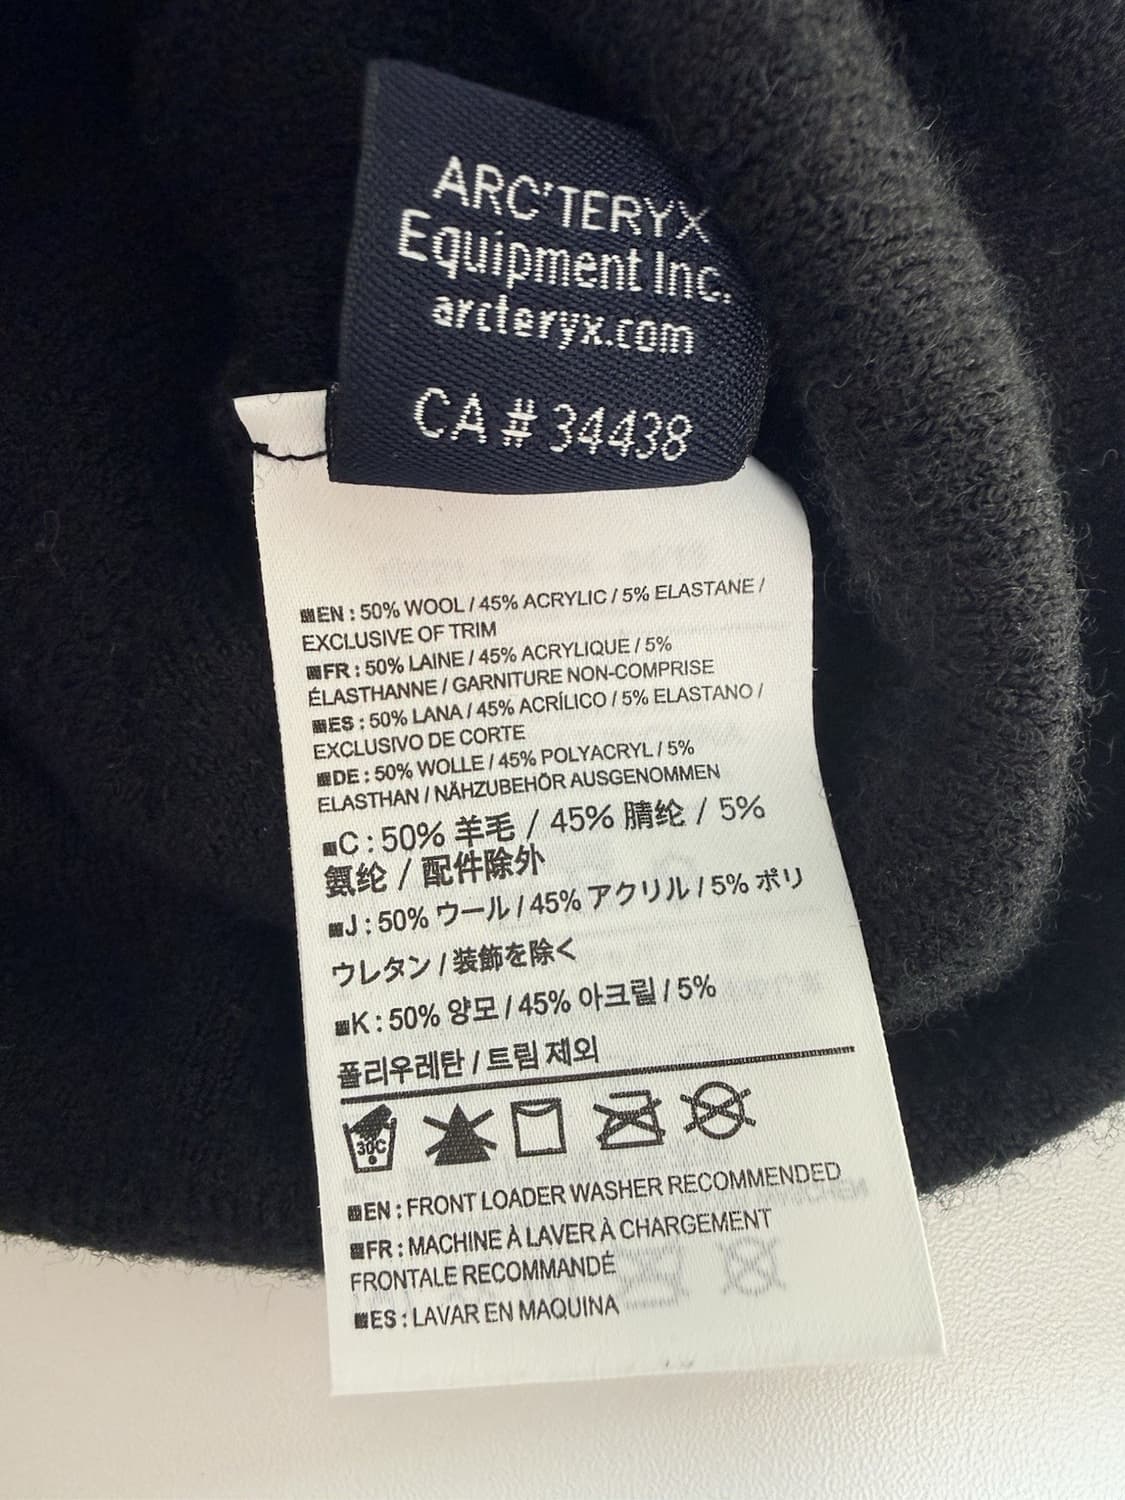 ARC'TERYX
Equipment Inc.
arcteryx.com
CA # 34438
EN : 50% WOOL / 45% ACRYLIC / 5% ELASTANE /
EXCLUSIVE OF TRIM
FR : 50% LAINE / 45% ACRYLIQUE / 5%
ÉLASTHANNE / GARNITURE NON-COMPRISE
ES : 50% LANA / 45% ACRÍLICO / 5% ELASTANO /
EXCLUSIVO DE CORTE
DE : 50% WOLLE / 45% POLYACRYL / 5%
ELASTHAN / NÄHZUBEHÖR AUSGENOMMEN
C : 50% 羊毛 / 45% 腈纶 / 5%
氨纶 / 配件除外
J : 50% ウール / 45% アクリル / 5% ポリ
ウレタン / 装飾を除く
K : 50% 양모 / 45% 아크릴 / 5%
폴리우레탄 / 트림 제외
30C
EN : FRONT LOADER WASHER RECOMMENDED
FR : MACHINE À LAVER À CHARGEMENT
FRONTALE RECOMMANDÉ
ES : LAVAR EN MAQUINA